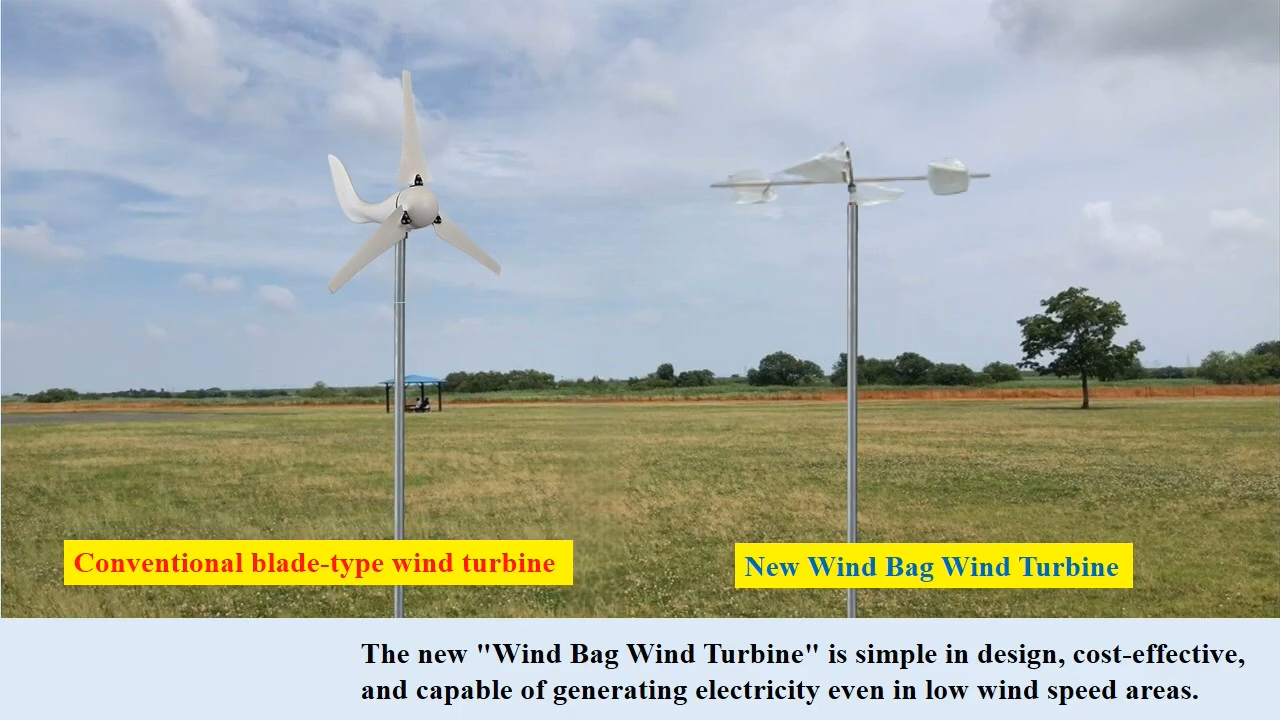 Conventional blade-type wind turbine
New Wind Bag Wind Turbine
The new "Wind Bag Wind Turbine" is simple in design, cost-effective,
and capable of generating electricity even in low wind speed areas.